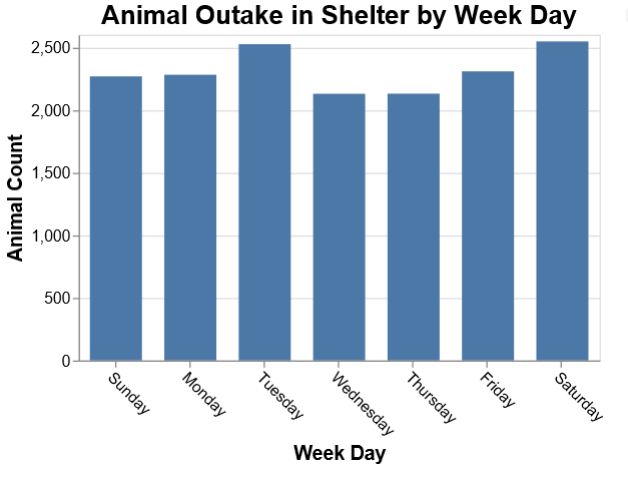 Animal Outake in Shelter by Week Day
Animal Count
2,500
2,000
1,500
1,000
500
0
Sunday
Monday
Tuesday
Wednesday
Thursday
Friday
Saturday
Week Day